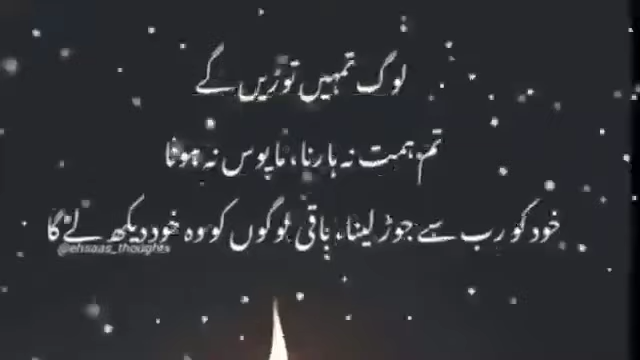 لوگ تمہیں توڑیں گے
تم ہمت نہ ہارنا، مایوس نہ ہونا
خود کو رب سے جوڑ لینا، باقی لوگوں کو وہ خود دیکھ لے گا
@ehsaas_thoughts